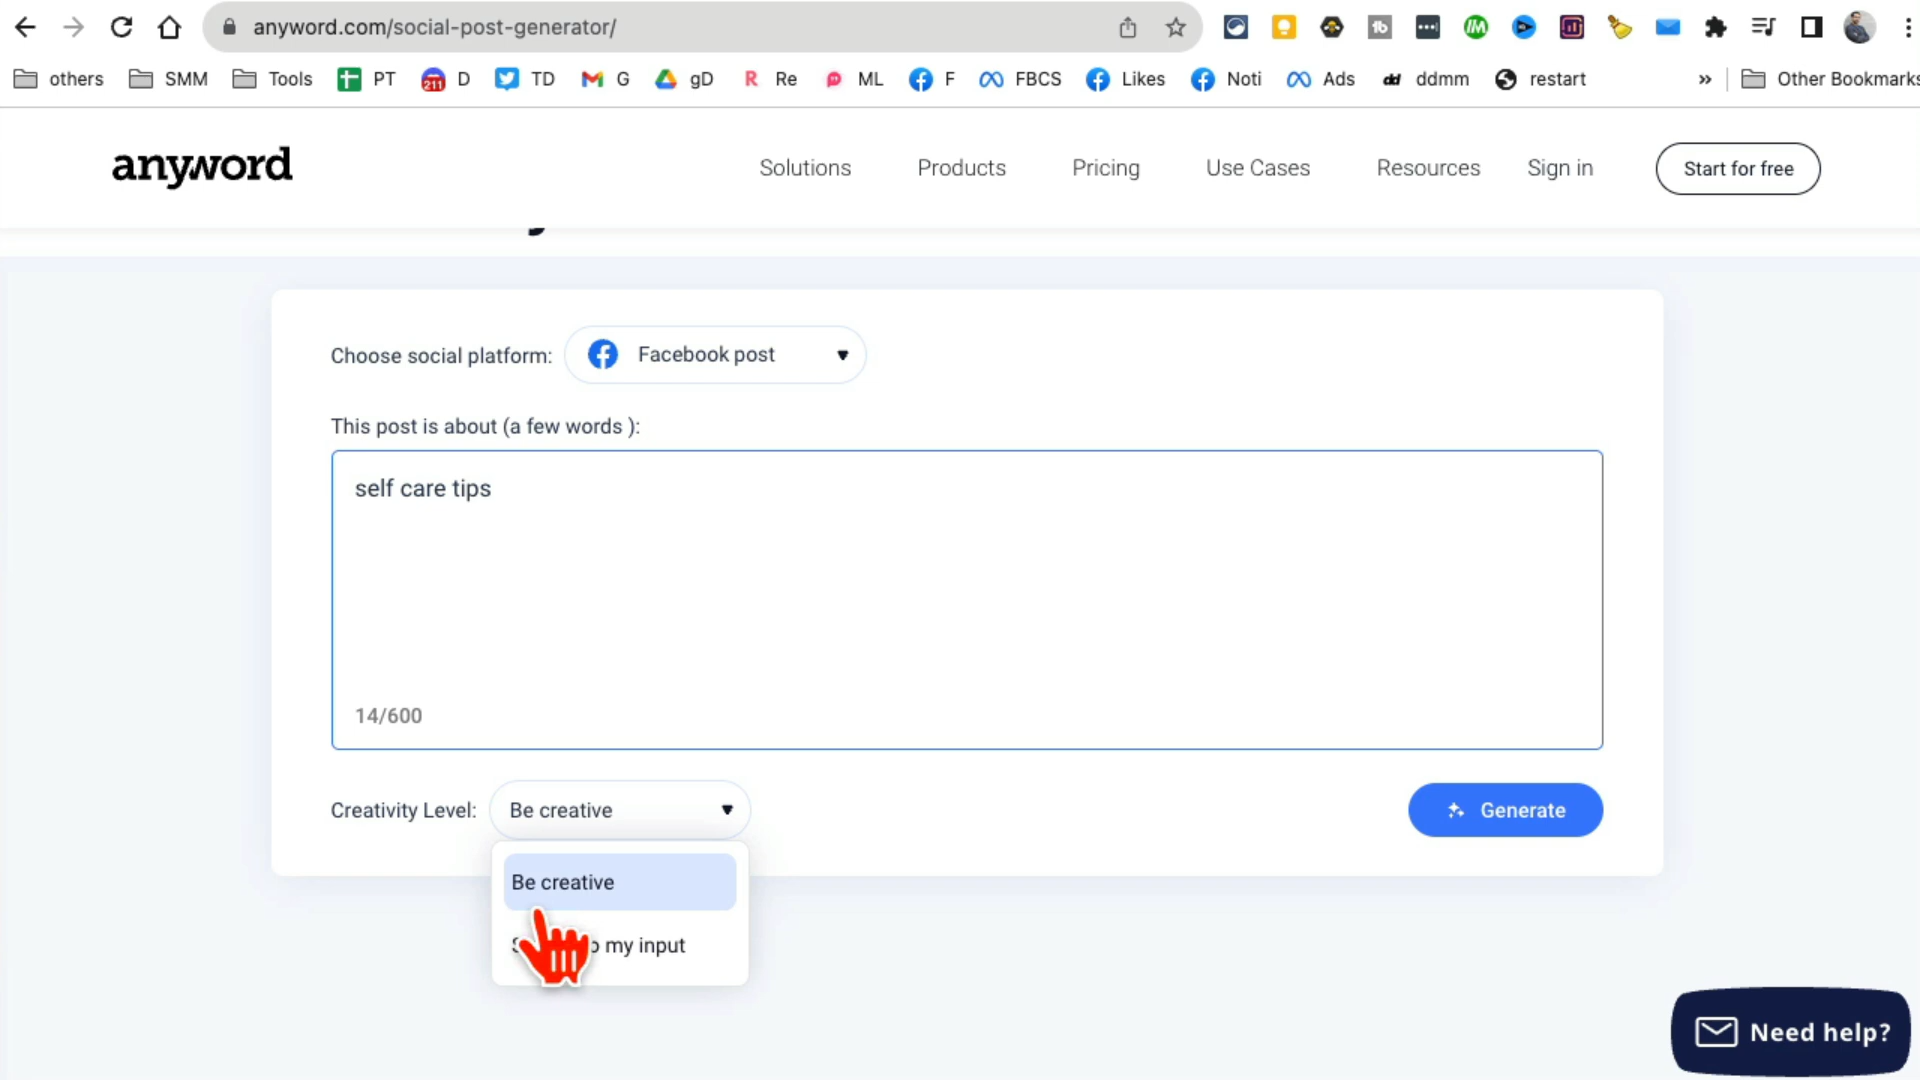 anyword.com/social-post-generator/
others SMM Tools PT 211 D TD G gD Re ML F FBCS Likes Noti Ads dd ddmm restart » Other Bookmarks
anyword Solutions Products Pricing Use Cases Resources Sign in Start for free
Choose social platform: Facebook post
This post is about (a few words ):
self care tips
14/600
Creativity Level: Be creative Generate
Be creative
my input
Need help?